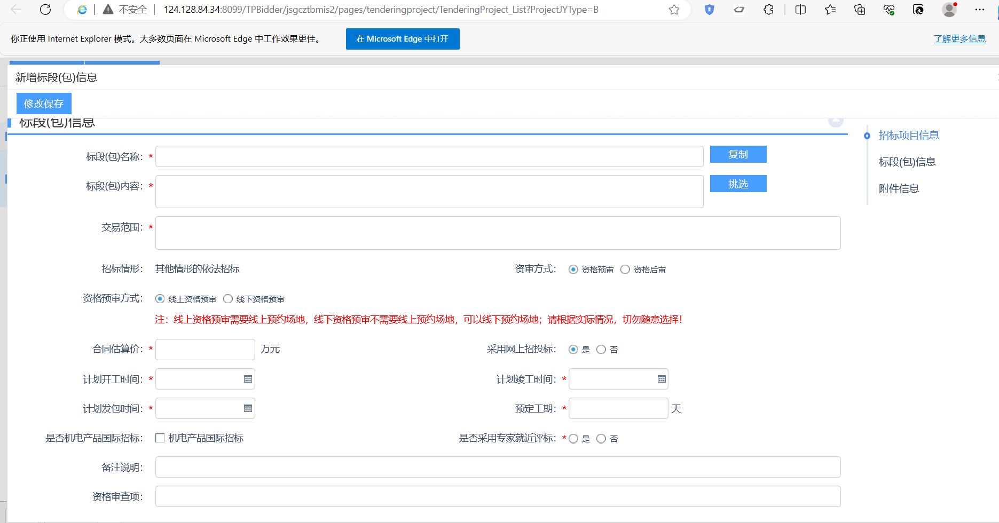 不安全 124.128.84.34:8099/TPBidder/jsgcztbmis2/pages/tenderingproject/TenderingProject_List?ProjectJYType=B
你正使用 Internet Explorer 模式。大多数页面在 Microsoft Edge 中工作效果更佳。 在 Microsoft Edge 中打开 了解更多信息
新增标段(包)信息
修改保存
标段(包)信息
招标项目信息
标段(包)信息
附件信息
标段(包)名称：* 复制
标段(包)内容：* 挑选
交易范围：*
招标情形： 其他情形的依法招标 资审方式： 资格预审 资格后审
资格预审方式： 线上资格预审 线下资格预审
注：线上资格预审需要线上预约场地，线下资格预审不需要线上预约场地，可以线下预约场地；请根据实际情况，切勿随意选择！
合同估算价：* 万元 采用网上招投标： 是 否
计划开工时间：* 计划竣工时间：*
计划发包时间：* 预定工期：* 天
是否机电产品国际招标： 机电产品国际招标 是否采用专家就近评标：* 是 否
备注说明：
资格审查项：